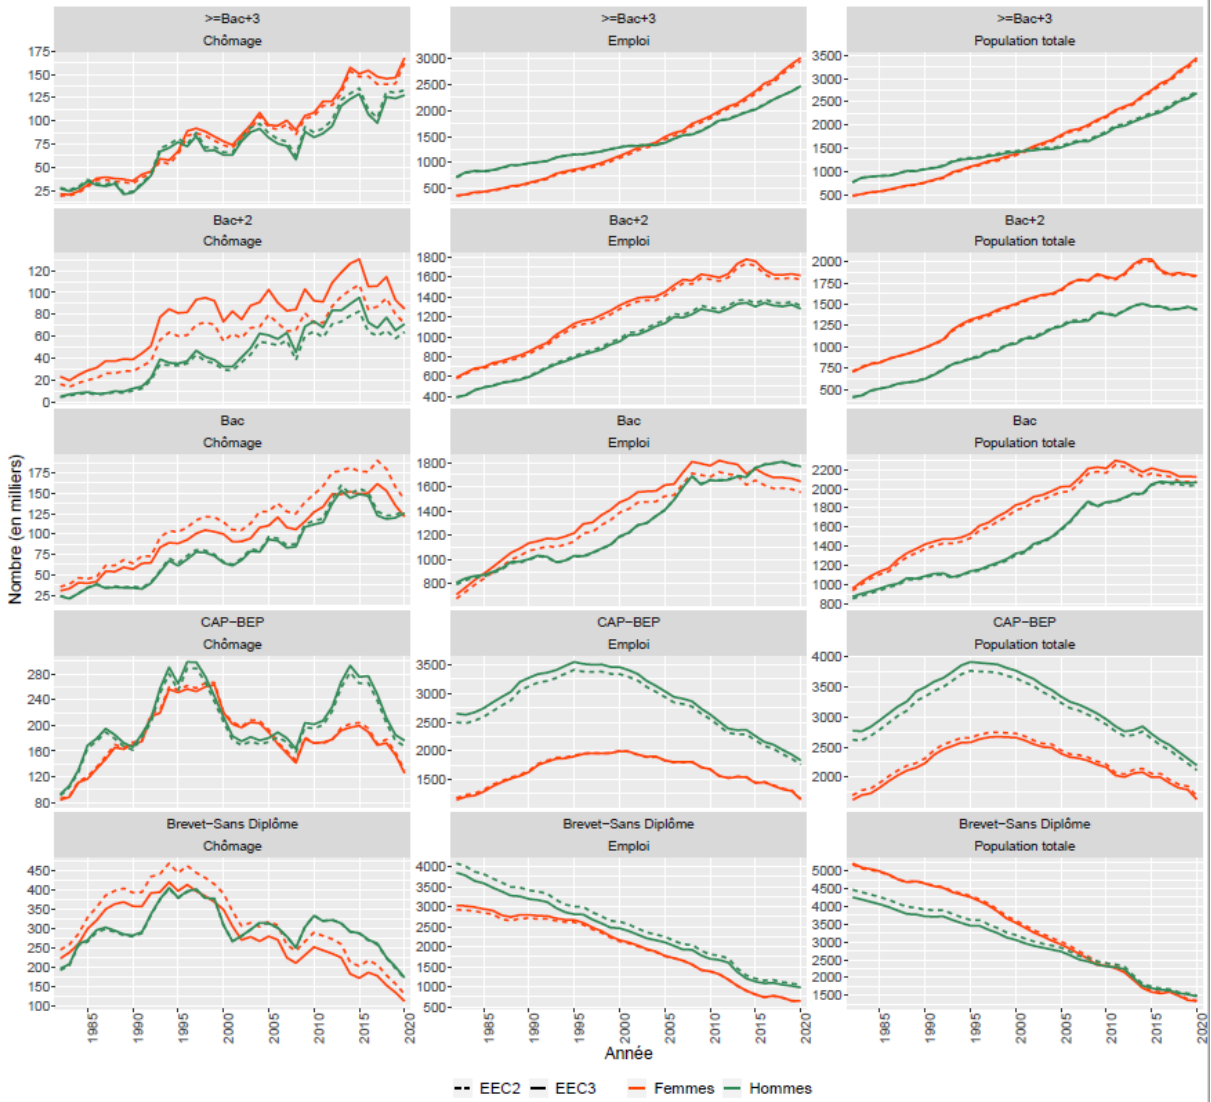 >=Bac+3 >=Bac+3 >=Bac+3
Chômage Emploi Population totale
175 150 125 100 75 50 25
3000 2500 2000 1500 1000 500
3500 3000 2500 2000 1500 1000 500
Bac+2 Bac+2 Bac+2
Chômage Emploi Population totale
120 100 80 60 40 20 0
1800 1600 1400 1200 1000 800 600 400
2000 1750 1500 1250 1000 750 500
Bac Bac Bac
Chômage Emploi Population totale
175 150 125 100 75 50 25
1800 1600 1400 1200 1000 800
2200 2000 1800 1600 1400 1200 1000 800
CAP-BEP CAP-BEP CAP-BEP
Chômage Emploi Population totale
280 240 200 160 120 80
3500 3000 2500 2000 1500
4000 3500 3000 2500 2000
Brevet-Sans Diplôme Brevet-Sans Diplôme Brevet-Sans Diplôme
Chômage Emploi Population totale
450 400 350 300 250 200 150 100
4000 3500 3000 2500 2000 1500 1000 500
5000 4500 4000 3500 3000 2500 2000 1500
Nombre (en milliers)
1985 1990 1995 2000 2005 2010 2015 2020 1985 1990 1995 2000 2005 2010 2015 2020 1985 1990 1995 2000 2005 2010 2015 2020
Année
EEC2 EEC3 Femmes Hommes